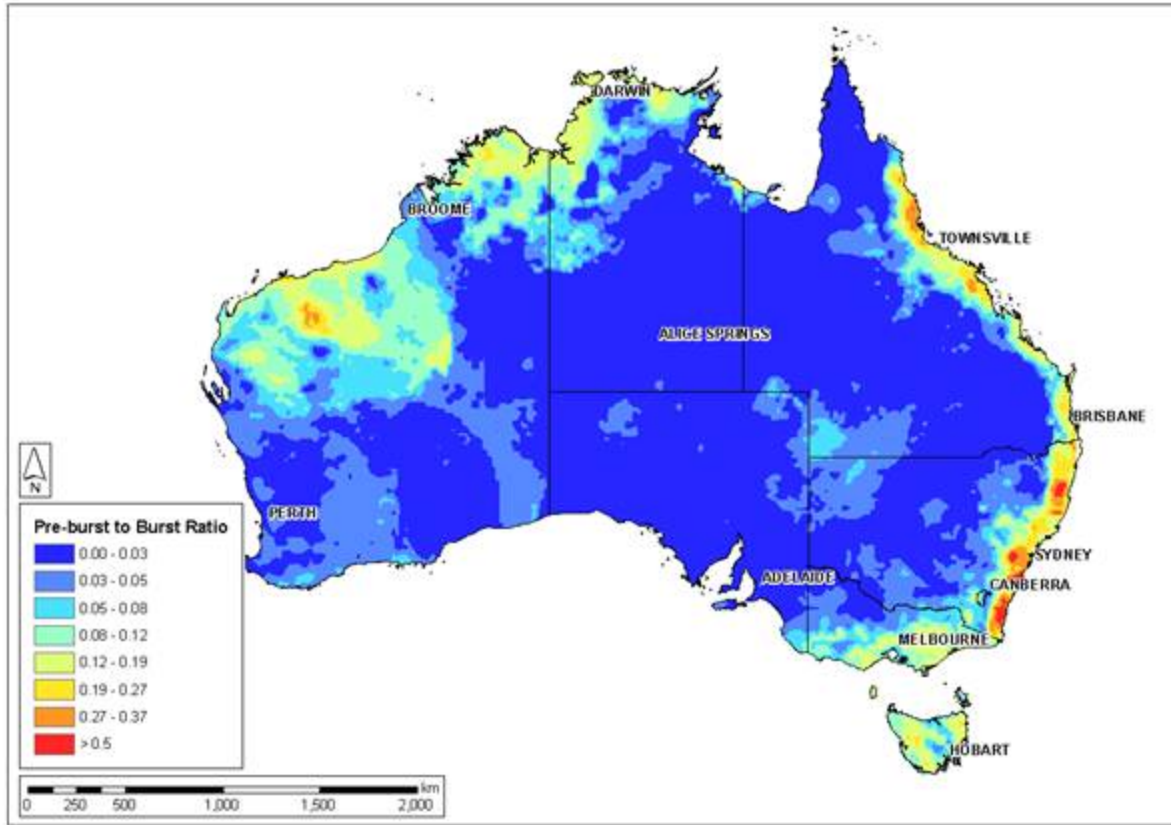 DARWIN
BROOME
TOWNSVILLE
ALICE SPRINGS
BRISBANE
N
PERTH
Pre-burst to Burst Ratio
0.00 - 0.03
0.03 - 0.05
0.05 - 0.08
0.08 - 0.12
0.12 - 0.19
0.19 - 0.27
0.27 - 0.37
> 0.5
SYDNEY
ADELAIDE
CANBERRA
MELBOURNE
HOBART
km
0 250 500 1,000 1,500 2,000